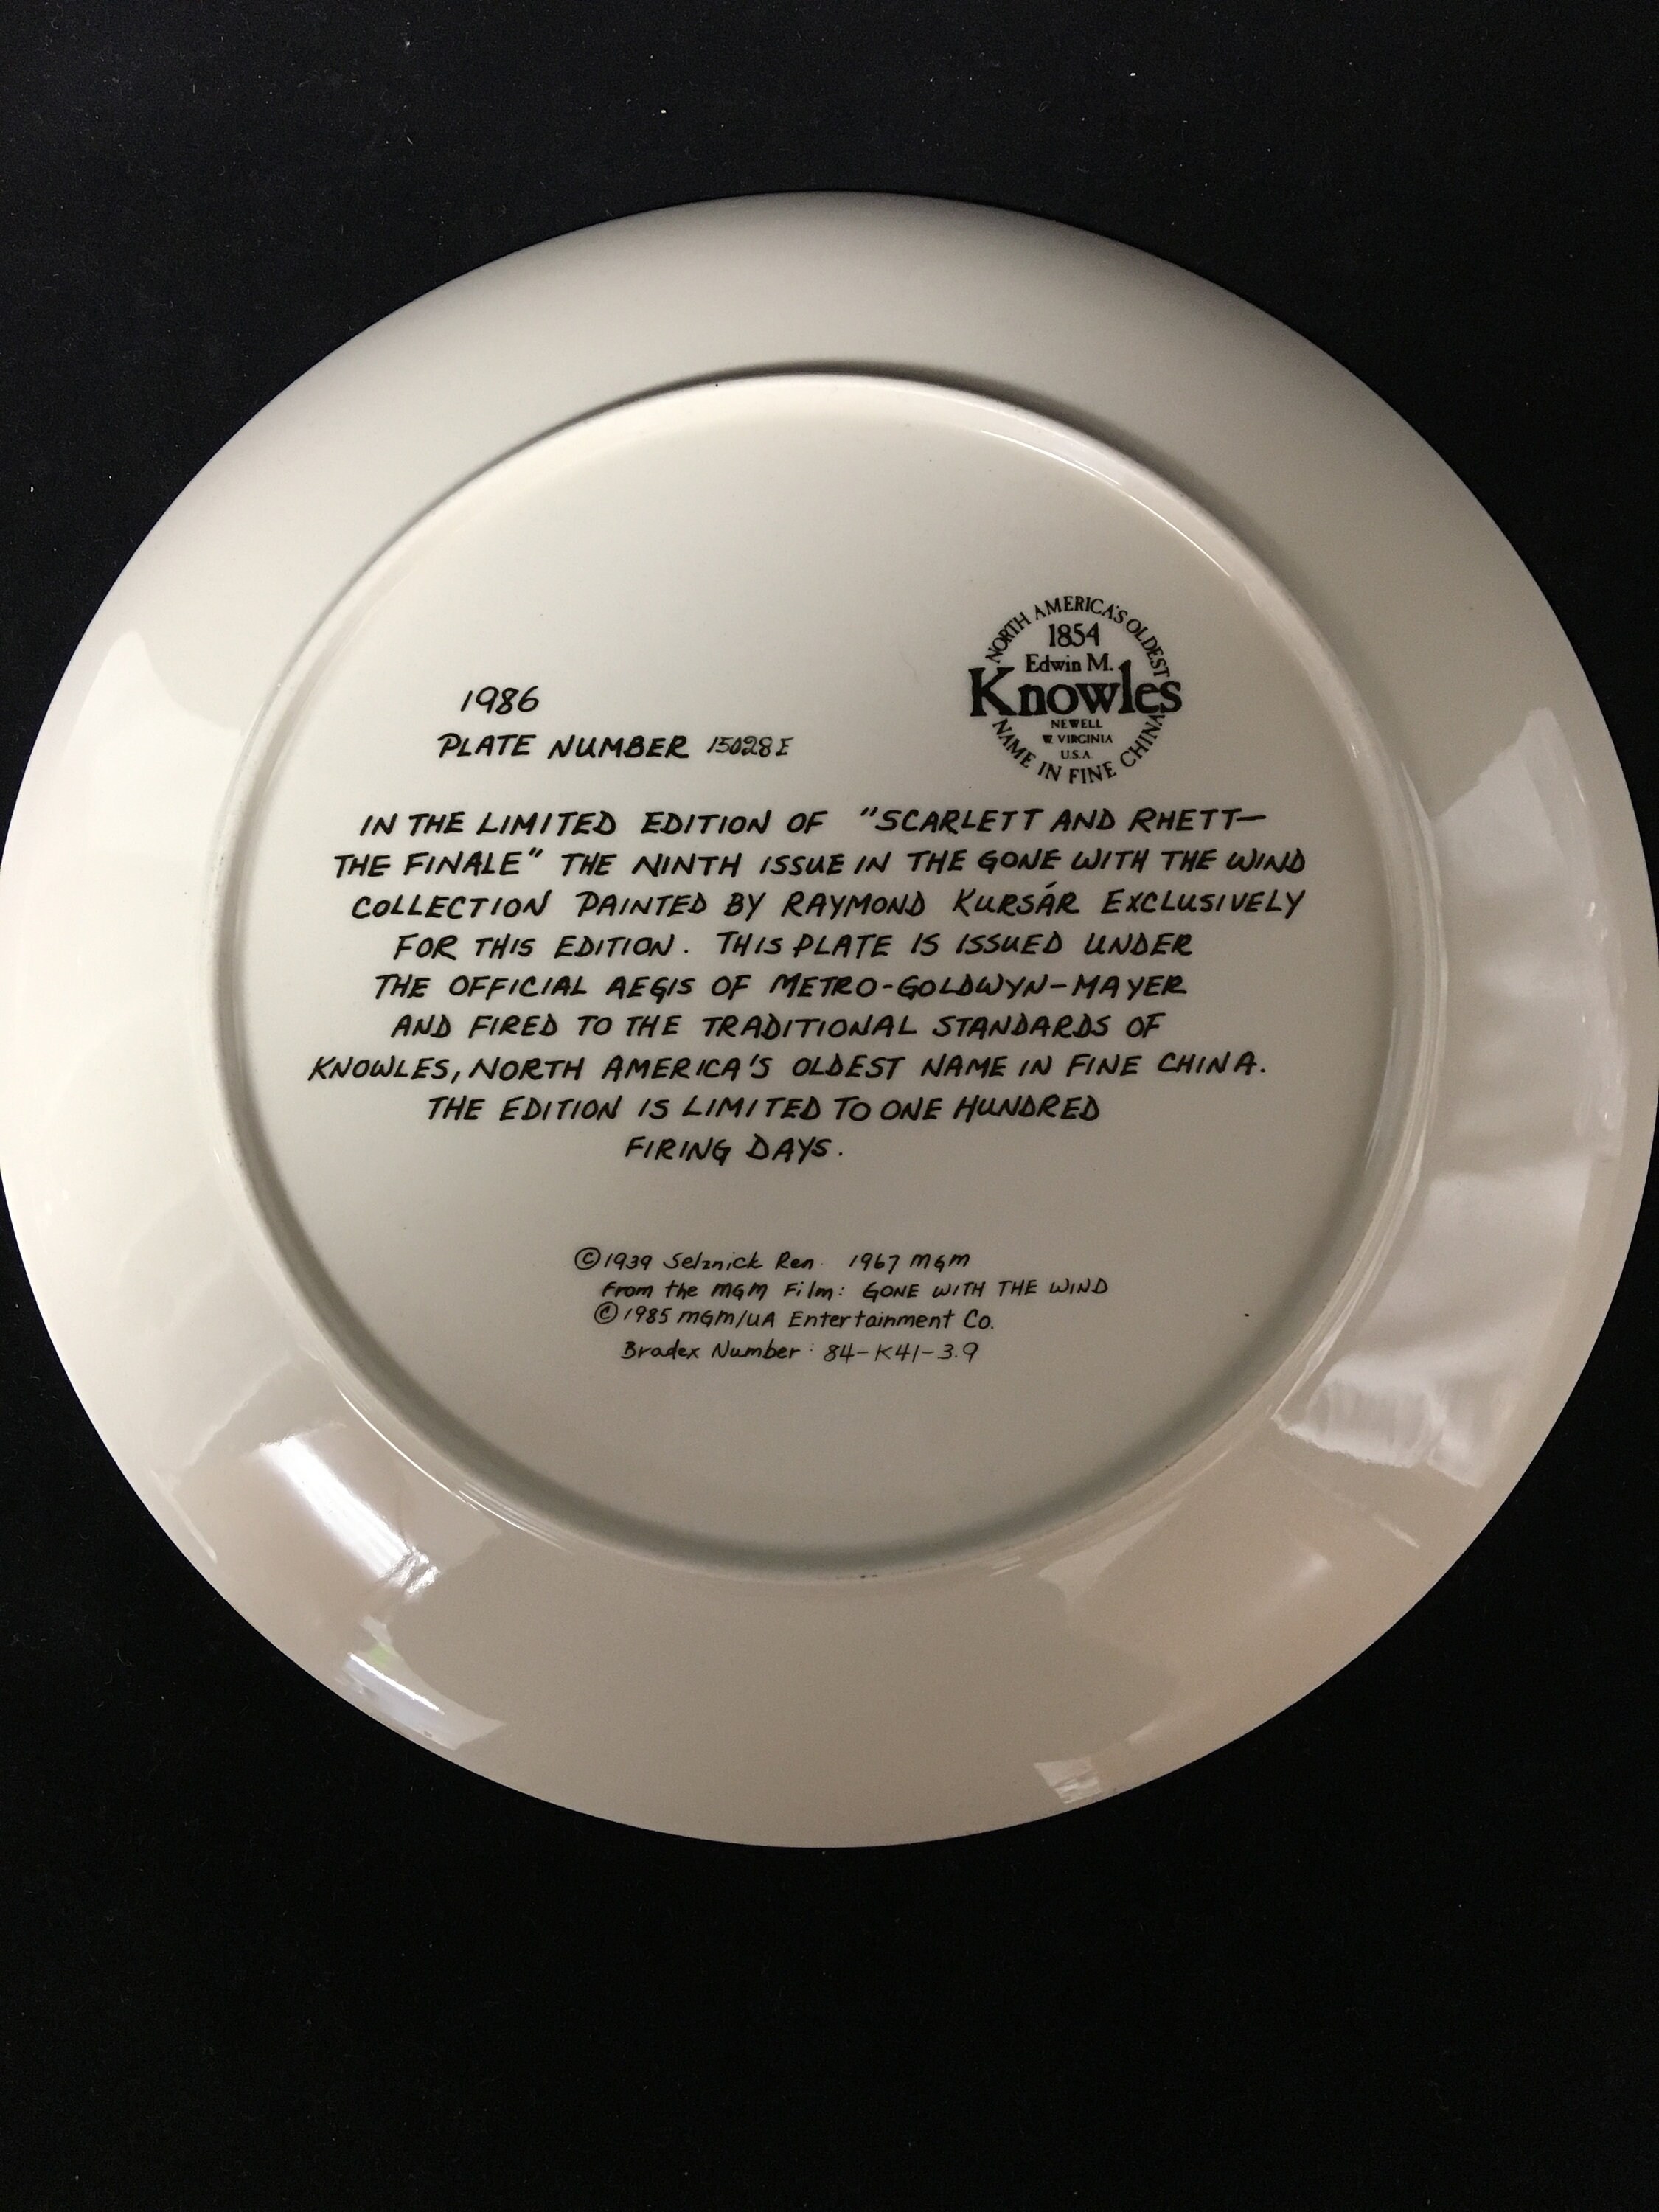 NORTH AMERICA'S OLDEST
1854
Edwin M.
Knowles
NEWELL
W. VIRGINIA
U.S.A.
NAME IN FINE CHINA
1986
PLATE NUMBER 15028E
IN THE LIMITED EDITION OF "SCARLETT AND RHETT—
THE FINALE" THE NINTH ISSUE IN THE GONE WITH THE WIND
COLLECTION PAINTED BY RAYMOND KURSÁR EXCLUSIVELY
FOR THIS EDITION. THIS PLATE IS ISSUED UNDER
THE OFFICIAL AEGIS OF METRO-GOLDWYN-MAYER
AND FIRED TO THE TRADITIONAL STANDARDS OF
KNOWLES, NORTH AMERICA'S OLDEST NAME IN FINE CHINA.
THE EDITION IS LIMITED TO ONE HUNDRED
FIRING DAYS.
©1939 Selznick Ren. 1967 MGM
From the MGM Film: GONE WITH THE WIND
©1985 MGM/UA Entertainment Co.
Bradex Number: 84-K41-3.9